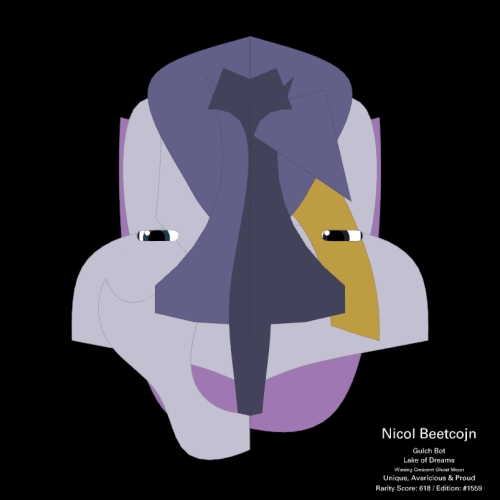 Nicol Beetcojn
Gulch Bot
Lake of Dreams
Waning Crescent Ghost Moon
Unique, Avaricious & Proud
Rarity Score: 618 / Edition: #1559